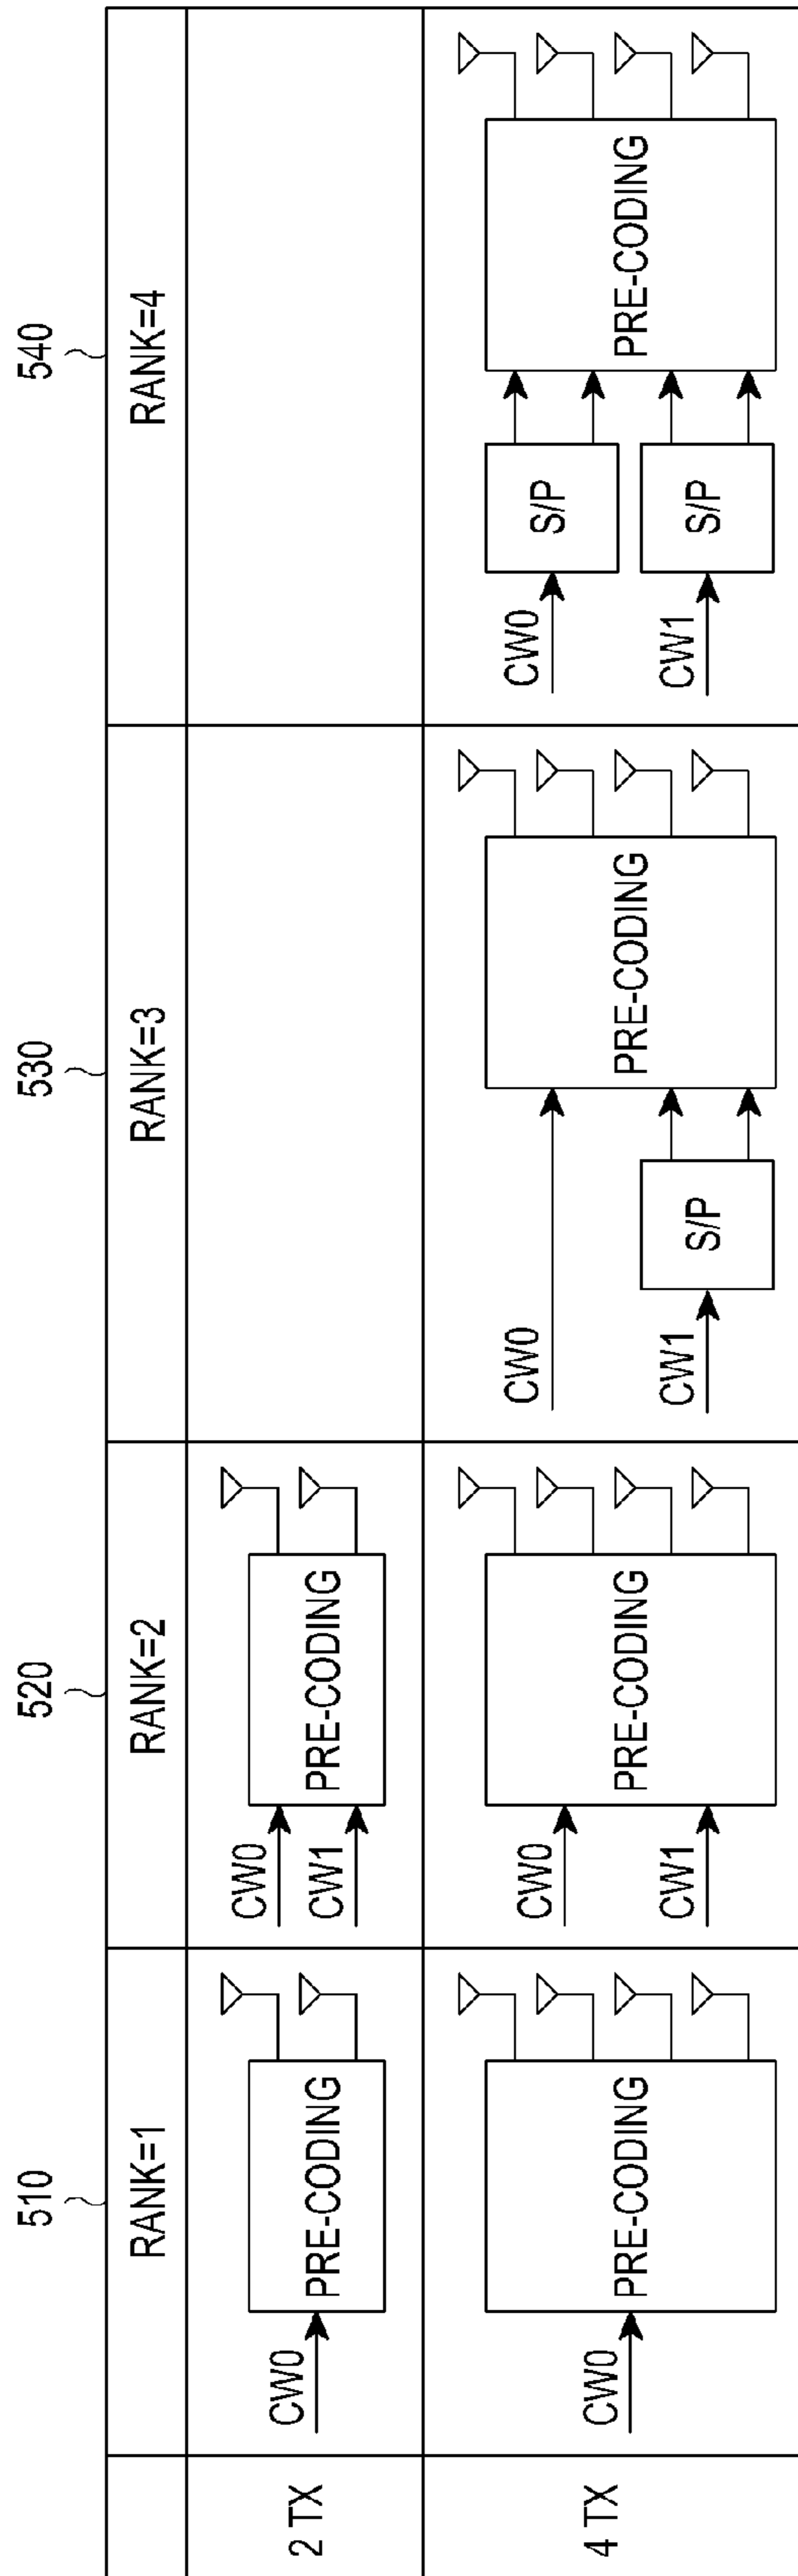 510
520
530
540
RANK=1
RANK=2
RANK=3
RANK=4
2 TX
CW0
PRE-CODING
CW0
CW1
PRE-CODING
4 TX
CW0
PRE-CODING
CW0
CW1
PRE-CODING
CW0
CW1
S/P
PRE-CODING
CW0
CW1
S/P
S/P
PRE-CODING